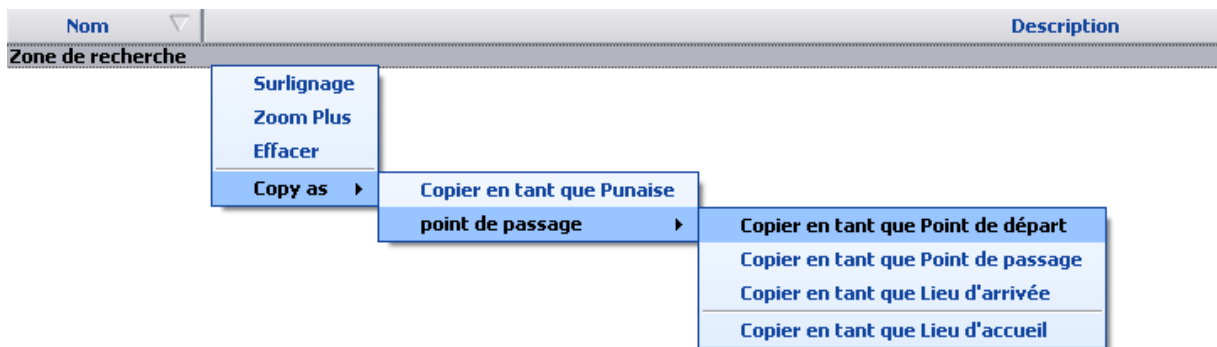 Nom Description
Zone de recherche
Surlignage
Zoom Plus
Effacer
Copy as
Copier en tant que Punaise
point de passage
Copier en tant que Point de départ
Copier en tant que Point de passage
Copier en tant que Lieu d'arrivée
Copier en tant que Lieu d'accueil